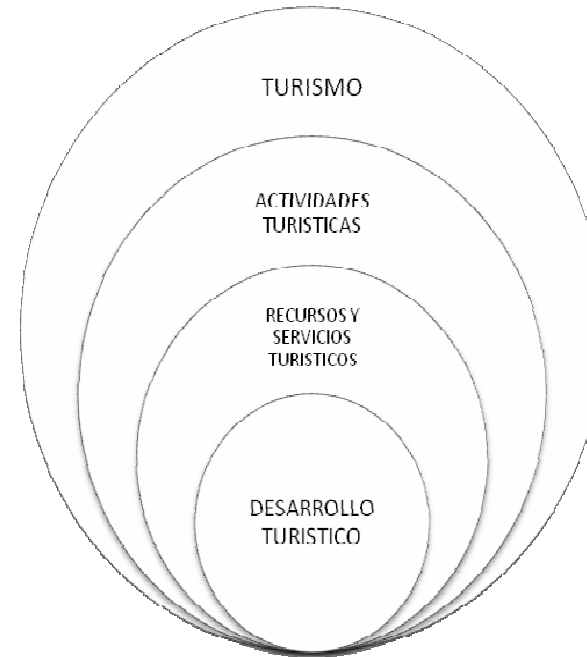 TURISMO
ACTIVIDADES
TURISTICAS
RECURSOS Y
SERVICIOS
TURISTICOS
DESARROLLO
TURISTICO